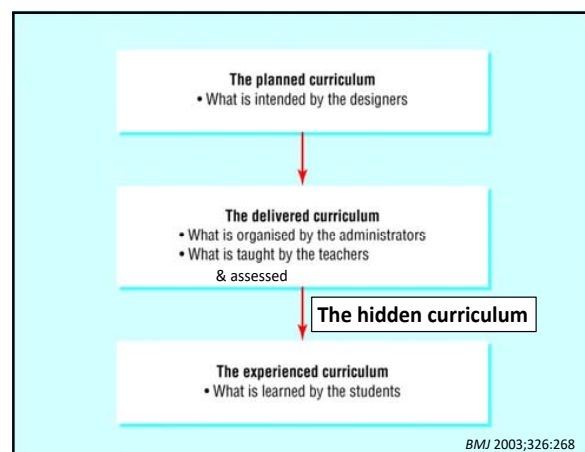 The planned curriculum
• What is intended by the designers
The delivered curriculum
• What is organised by the administrators
• What is taught by the teachers
& assessed
The hidden curriculum
The experienced curriculum
• What is learned by the students
BMJ 2003;326:268